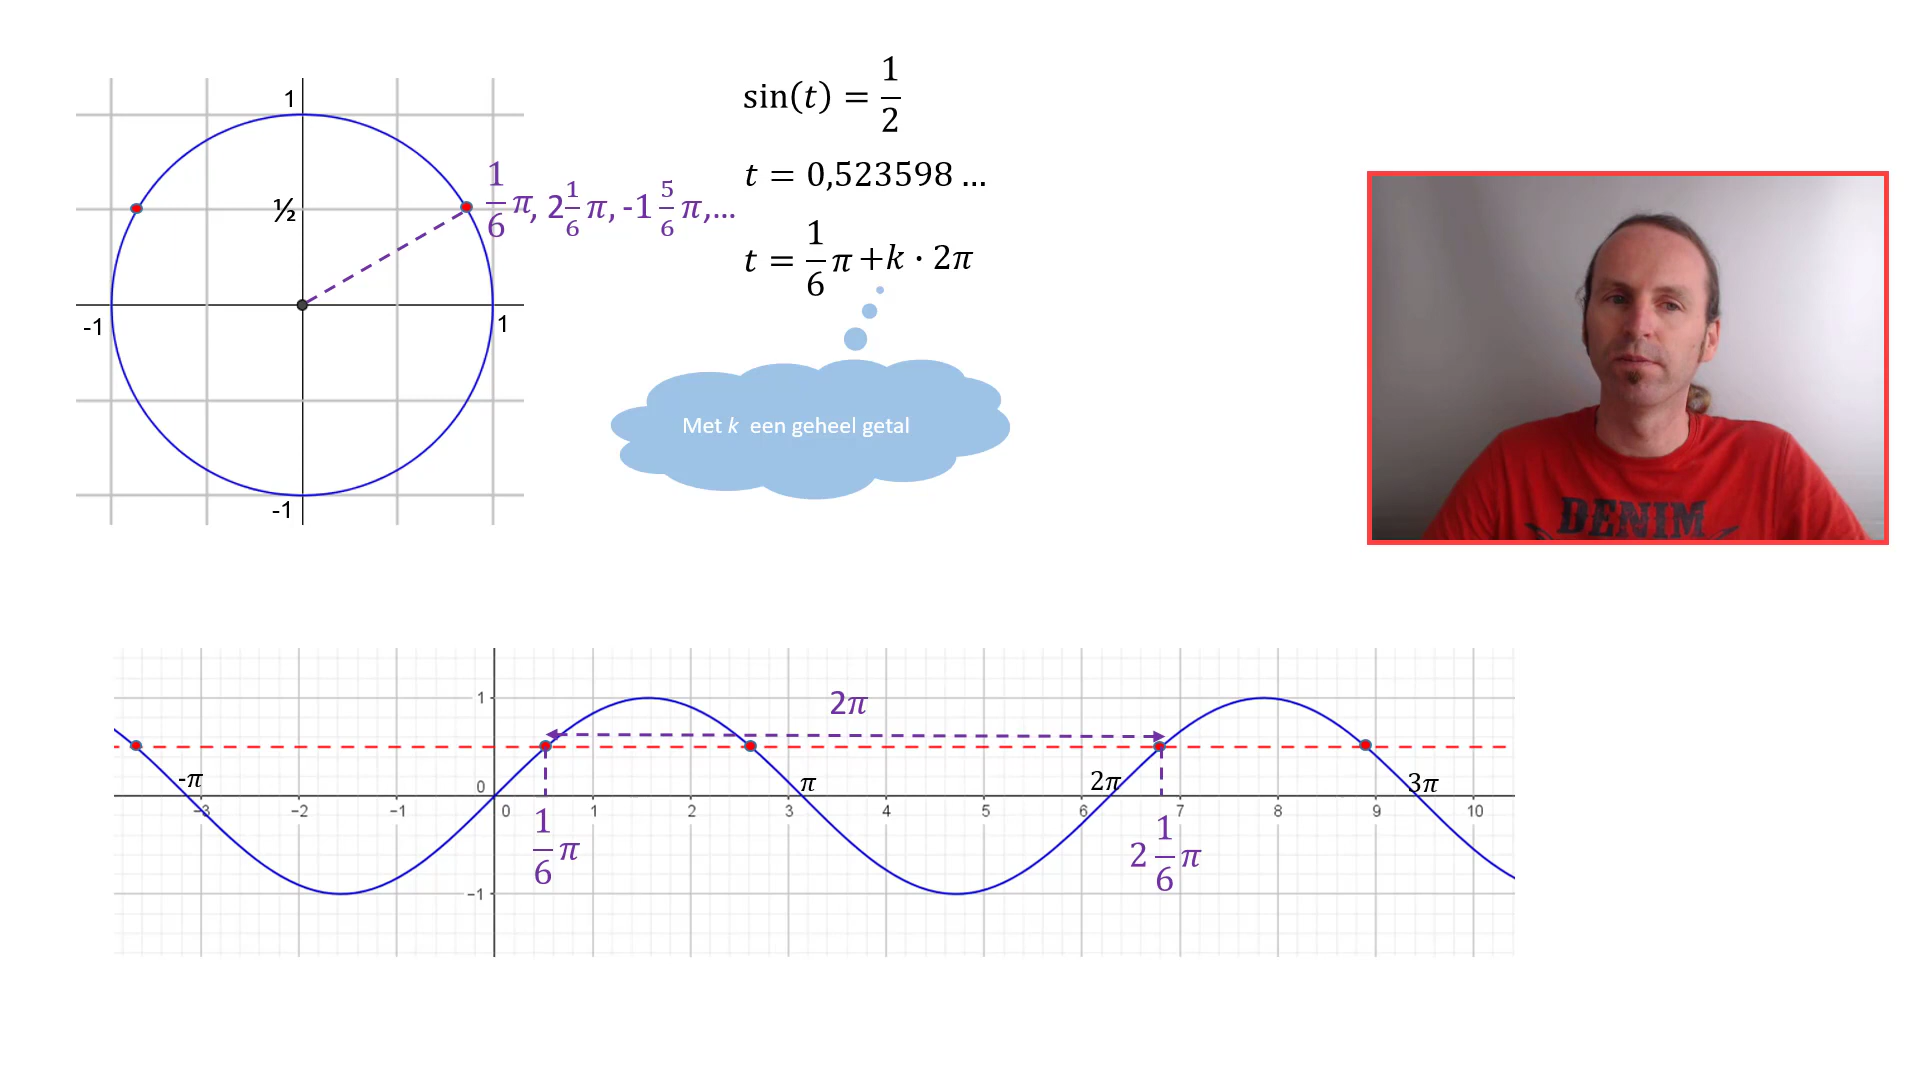 sin(t) = 1/2
t = 0,523598 ...
t = 1/6 π + k · 2π
Met k een geheel getal
1
½
1/6 π, 2 1/6 π, -1 5/6 π,...
-1
1
-1
DENIM
2π
1
-π
0
π
2π
3π
−3 −2 −1 0 1 2 3 4 5 6 7 8 9 10
1/6 π
2 1/6 π
−1